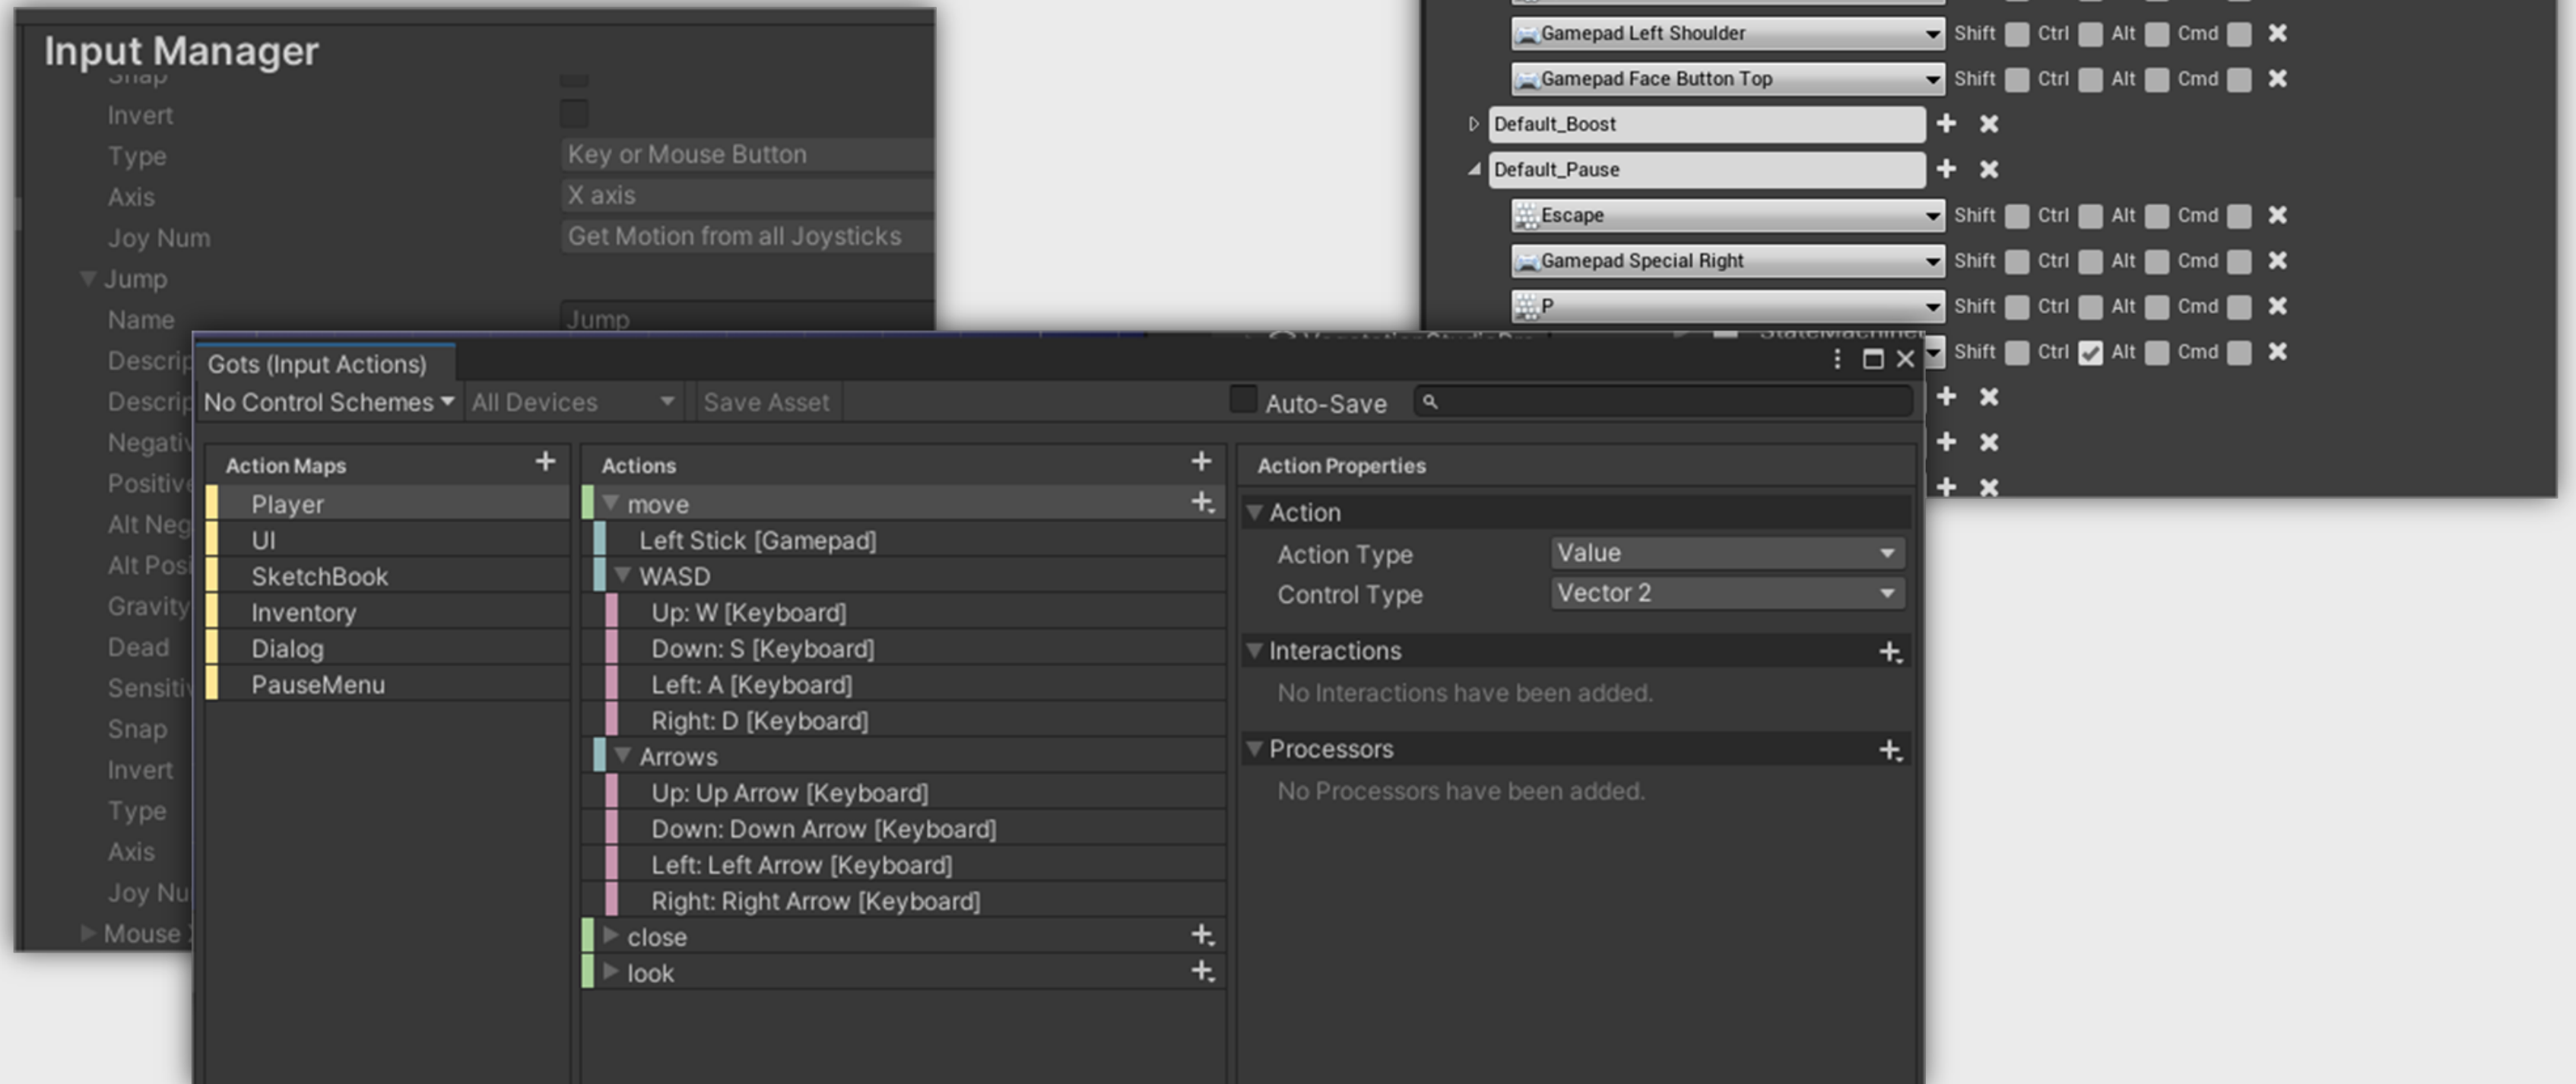 Input Manager
Snap
Invert
Type Key or Mouse Button
Axis X axis
Joy Num Get Motion from all Joysticks
Jump
Name Jump
Gravity
Dead
Snap
Invert
Type
Axis
Mouse
Gamepad Left Shoulder Shift Ctrl Alt Cmd
Gamepad Face Button Top Shift Ctrl Alt Cmd
Default_Boost
Default_Pause
Escape Shift Ctrl Alt Cmd
Gamepad Special Right Shift Ctrl Alt Cmd
P Shift Ctrl Alt Cmd
Shift Ctrl Alt Cmd
Gots (Input Actions)
No Control Schemes All Devices Save Asset Auto-Save
Action Maps
Player
UI
SketchBook
Inventory
Dialog
PauseMenu
Actions
move
Left Stick [Gamepad]
WASD
Up: W [Keyboard]
Down: S [Keyboard]
Left: A [Keyboard]
Right: D [Keyboard]
Arrows
Up: Up Arrow [Keyboard]
Down: Down Arrow [Keyboard]
Left: Left Arrow [Keyboard]
Right: Right Arrow [Keyboard]
close
look
Action Properties
Action
Action Type Value
Control Type Vector 2
Interactions
No Interactions have been added.
Processors
No Processors have been added.